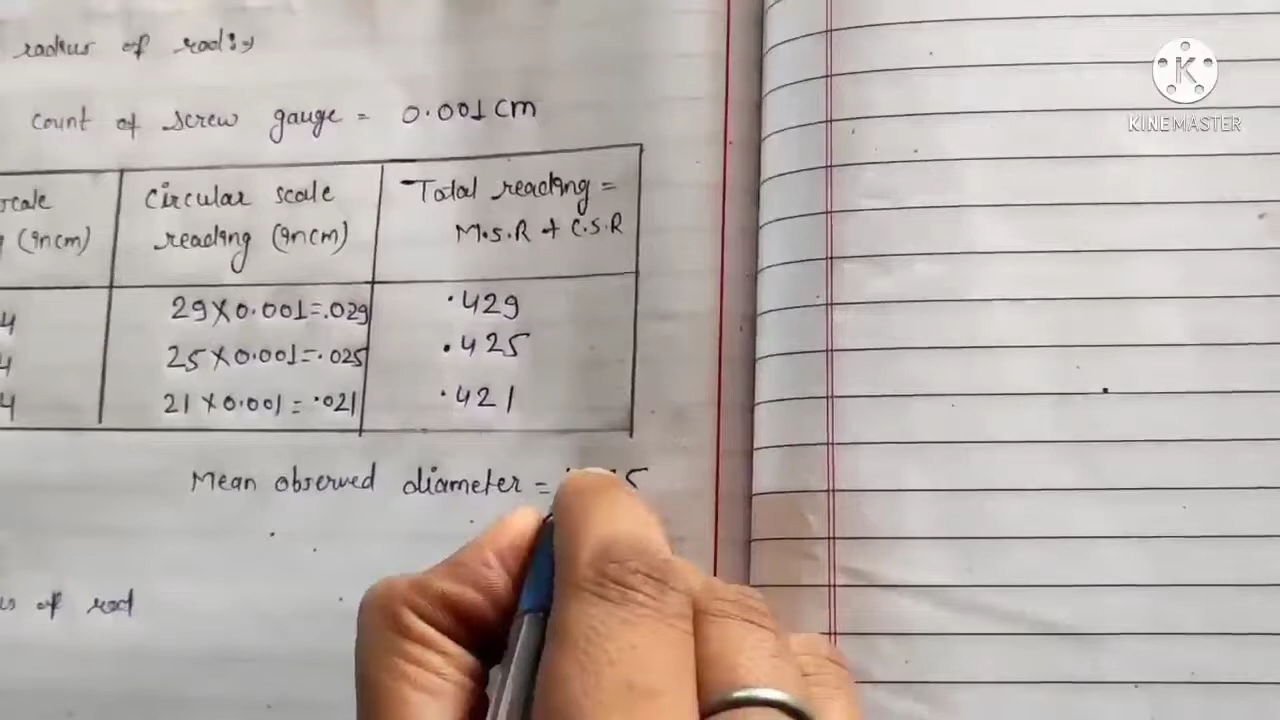 radius of rod :→
count of screw gauge = 0.001 cm
scale Circular scale Total reading =
(in cm) reading (in cm) M.S.R + C.S.R
4 29 X 0.001 = .029 .429
4 25 X 0.001 = .025 .425
4 21 X 0.001 = .021 .421
Mean observed diameter =
of rod
KINEMASTER